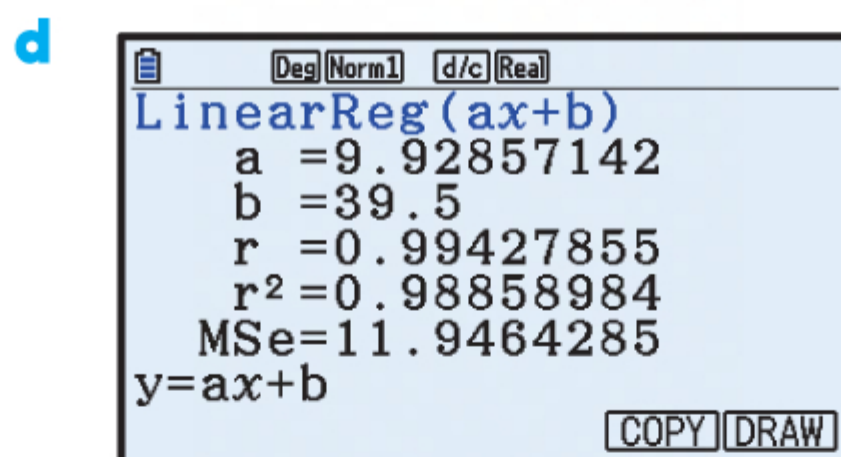 d
Deg Norm1 d/c Real
LinearReg(ax+b)
a =9.92857142
b =39.5
r =0.99427855
r²=0.98858984
MSe=11.9464285
y=ax+b
COPY DRAW